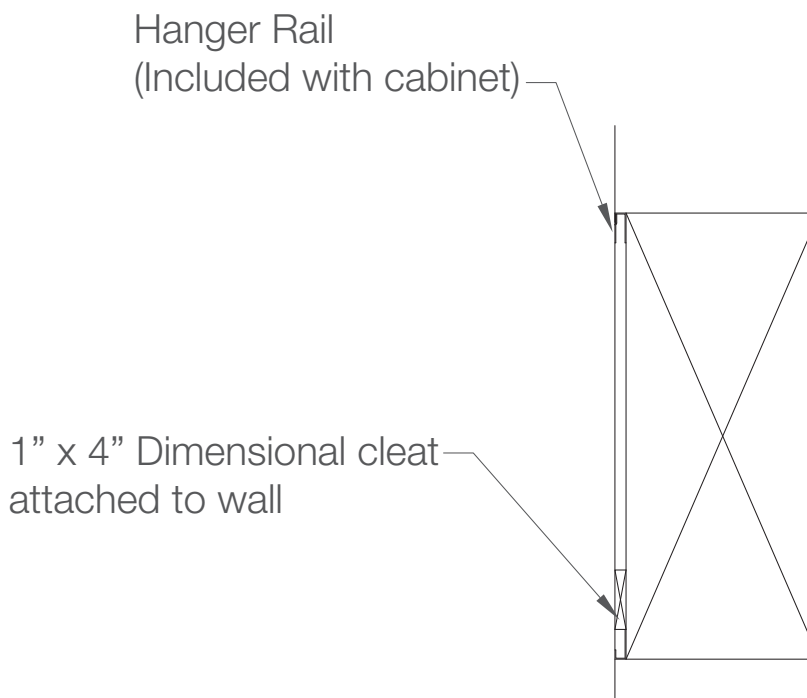 Hanger Rail
(Included with cabinet)
1” x 4” Dimensional cleat
attached to wall